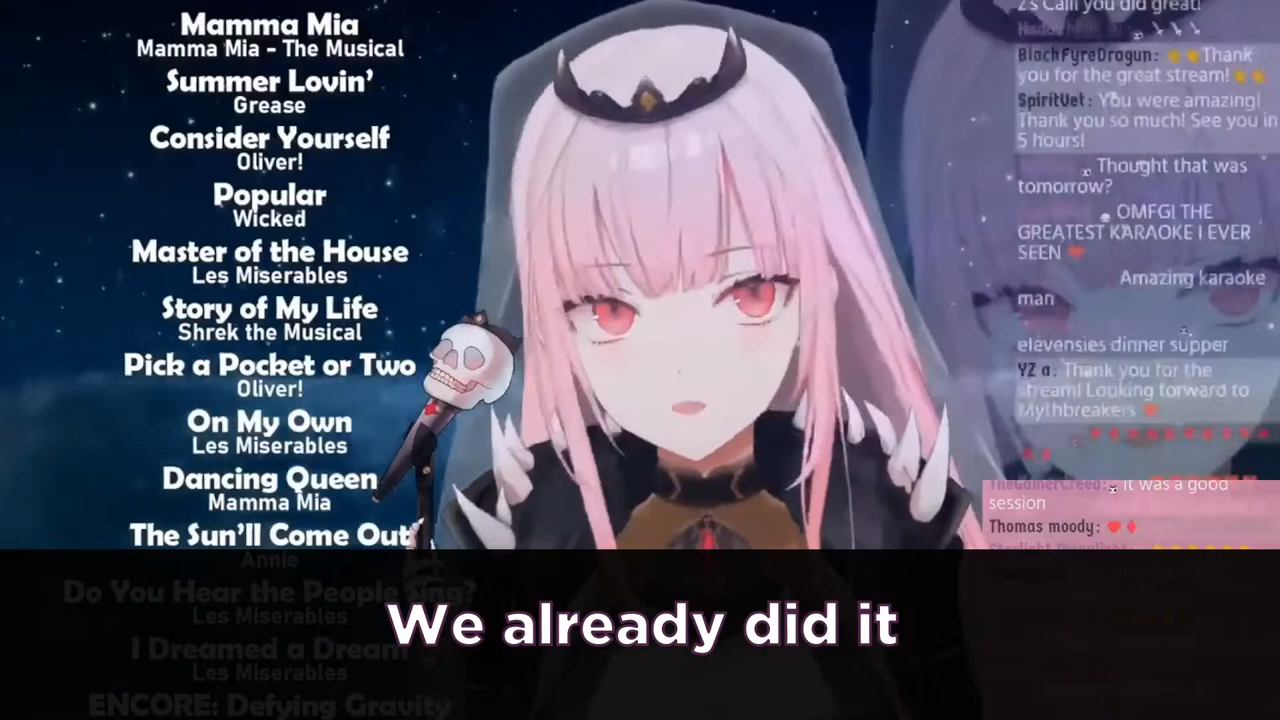 Mamma Mia
Mamma Mia - The Musical
Summer Lovin'
Grease
Consider Yourself
Oliver!
Popular
Wicked
Master of the House
Les Miserables
Story of My Life
Shrek the Musical
Pick a Pocket or Two
Oliver!
On My Own
Les Miserables
Dancing Queen
Mamma Mia
The Sun'll Come Out
Annie
Do You Hear the People Sing?
Les Miserables
I Dreamed a Dream
Les Miserables
ENCORE: Defying Gravity
you did great!
BlackFyreDragun: Thank
you for the great stream!
SpiritVet: You were amazing!
Thank you so much! See you in
5 hours!
Thought that was
tomorrow?
OMFG! THE
GREATEST KARAOKE I EVER
SEEN
Amazing karaoke
man
elevensies dinner supper
YZ a: Thank you for the
stream! Looking forward to
Mythbreakers
TheGamerCreed: It was a good
session
Thomas moody:
We already did it